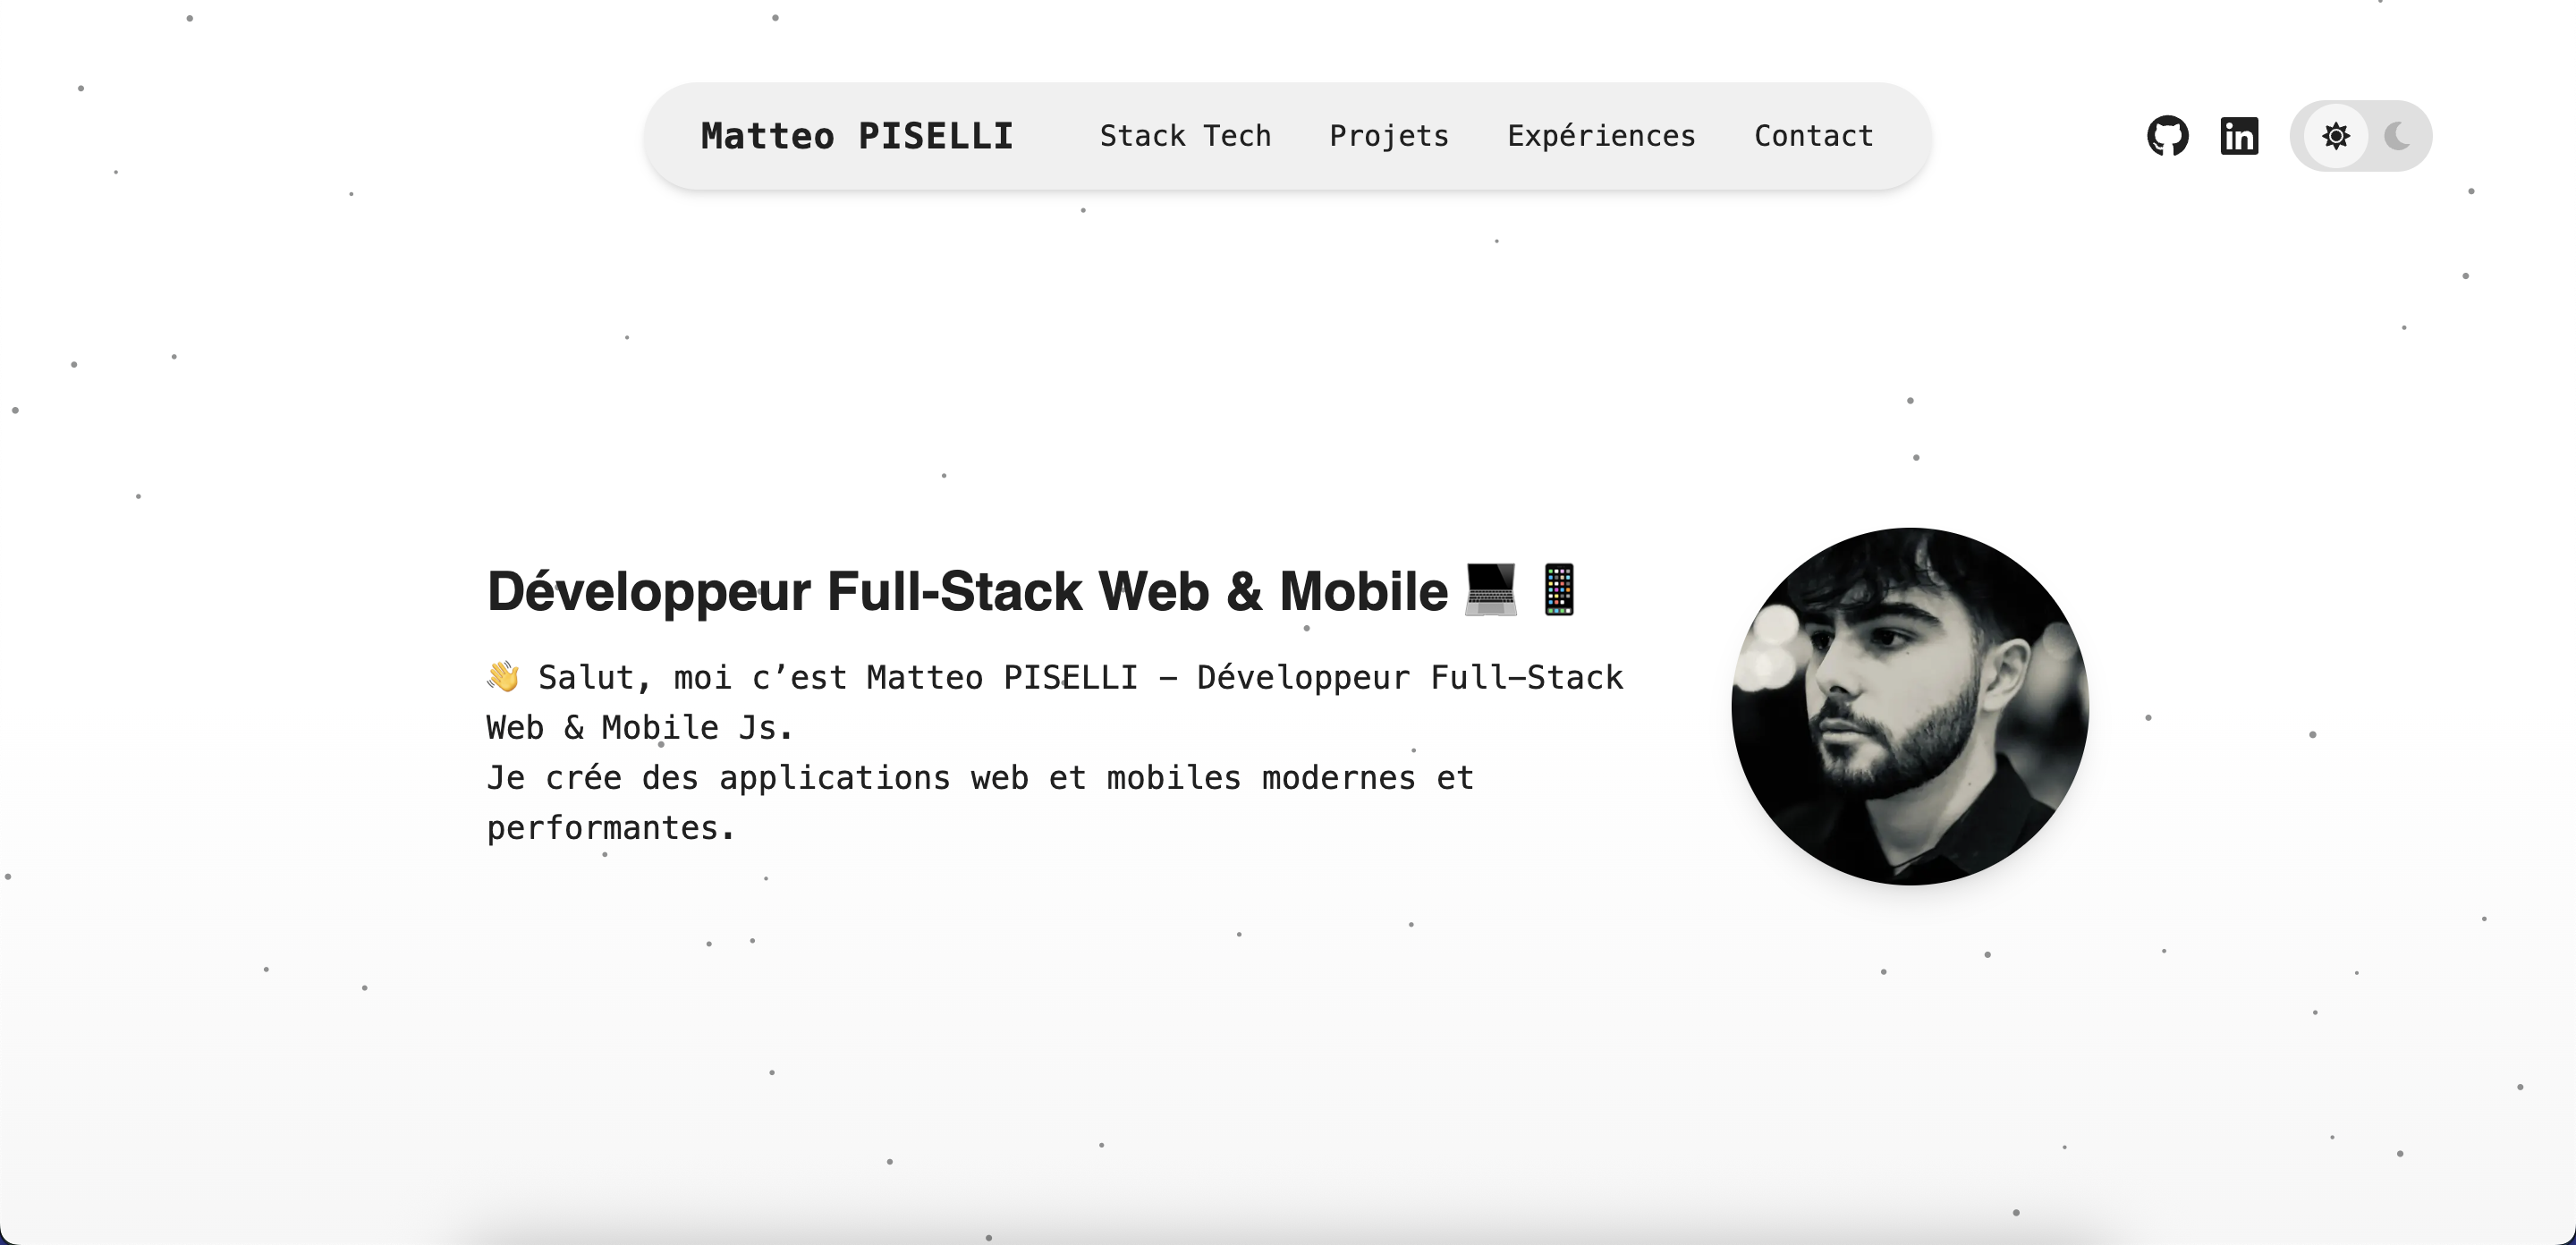 Matteo PISELLI Stack Tech Projets Expériences Contact
Développeur Full-Stack Web & Mobile 💻 📱
👋 Salut, moi c’est Matteo PISELLI – Développeur Full-Stack
Web & Mobile Js.
Je crée des applications web et mobiles modernes et
performantes.